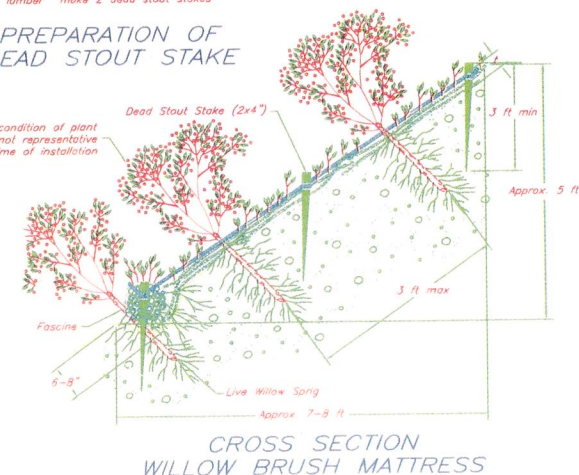 lumber make 2 dead stout stakes
PREPARATION OF
EAD STOUT STAKE
Dead Stout Stake (2x4")
condition of plant
not representative
me of installation
3 ft min
Approx. 5 ft
3 ft max
Fascine
6-8"
Live Willow Sprig
Approx. 7-8 ft
CROSS SECTION
WILLOW BRUSH MATTRESS